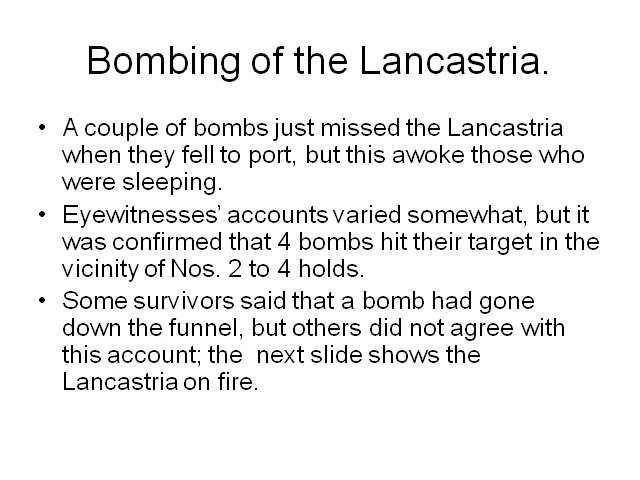 Bombing of the Lancastria.
• A couple of bombs just missed the Lancastria
when they fell to port, but this awoke those who
were sleeping.
• Eyewitnesses’ accounts varied somewhat, but it
was confirmed that 4 bombs hit their target in the
vicinity of Nos. 2 to 4 holds.
• Some survivors said that a bomb had gone
down the funnel, but others did not agree with
this account; the  next slide shows the
Lancastria on fire.